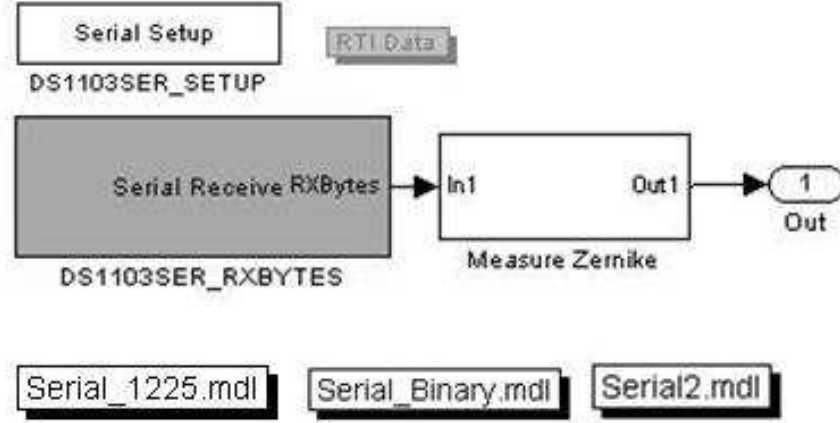 Serial Setup
RTI Data
DS1103SER_SETUP
Serial Receive RXBytes
In1
Out1
1
Out
DS1103SER_RXBYTES
Measure Zernike
Serial_1225.mdl
Serial_Binary.mdl
Serial2.mdl